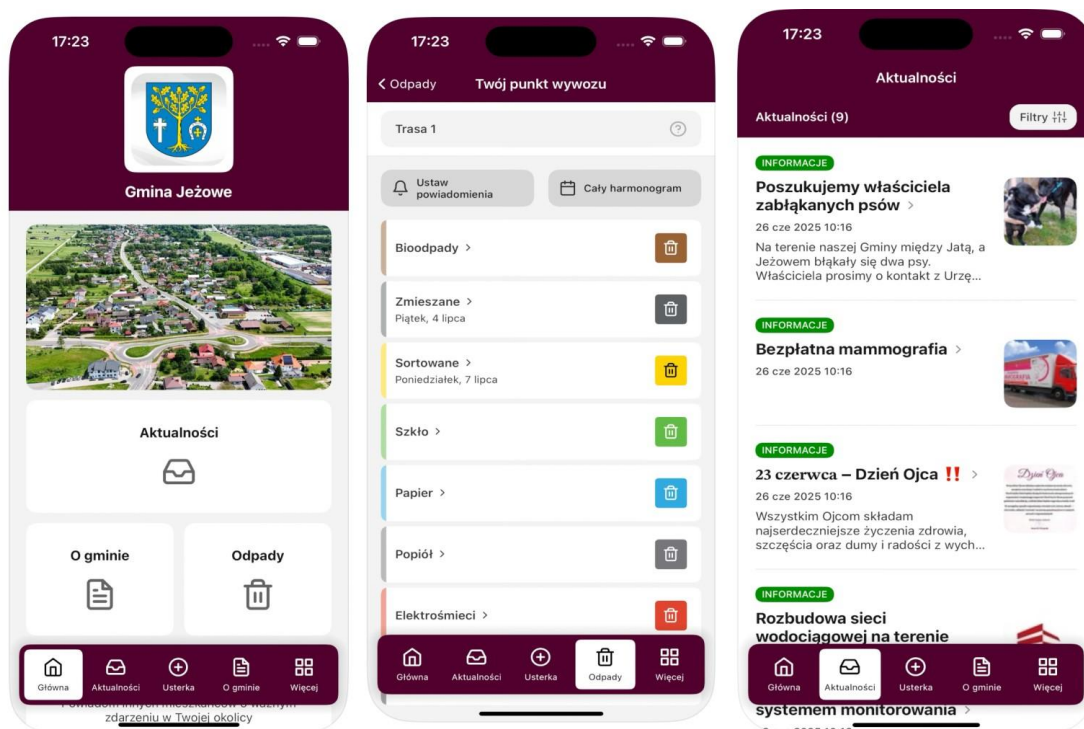 17:23
Gmina Jeżowe
Aktualności
O gminie
Odpady
Główna
Aktualności
Usterka
O gminie
Więcej
zdarzeniu w Twojej okolicy
17:23
Odpady
Twój punkt wywozu
Trasa 1
?
Ustaw
powiadomienia
Cały harmonogram
Bioodpady >
Zmieszane >
Piątek, 4 lipca
Sortowane >
Poniedziałek, 7 lipca
Szkło >
Papier >
Popiół >
Elektrośmieci >
Główna
Aktualności
Usterka
Odpady
Więcej
17:23
Aktualności
Aktualności (9)
Filtry
INFORMACJE
Poszukujemy właściciela
zabłąkanych psów >
26 cze 2025 10:16
Na terenie naszej Gminy między Jatą, a
Jeżowem błąkały się dwa psy.
Właściciela prosimy o kontakt z Urzę...
INFORMACJE
Bezpłatna mammografia >
26 cze 2025 10:16
INFORMACJE
23 czerwca – Dzień Ojca ‼️ >
26 cze 2025 10:16
Dzień Ojca
Wszystkim Ojcom składam
najserdeczniejsze życzenia zdrowia,
szczęścia oraz dumy i radości z wych...
INFORMACJE
Rozbudowa sieci
wodociągowej na terenie
Główna
Aktualności
Usterka
O gminie
Więcej
systemem monitorowania >